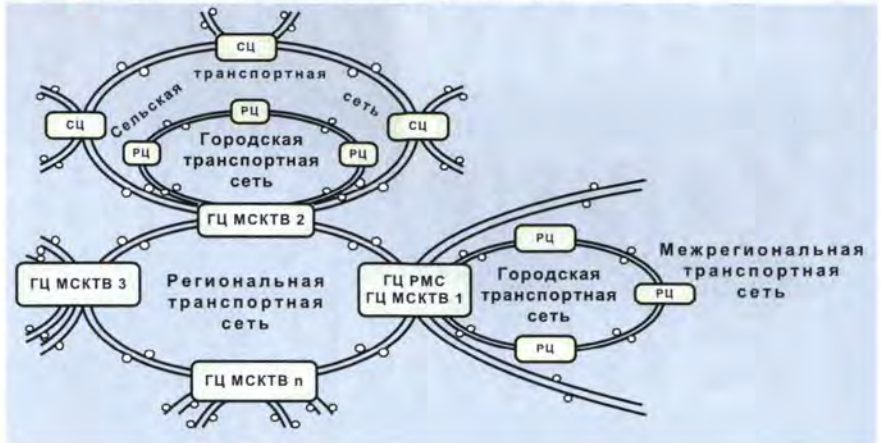 СЦ
транспортная
Сельская
сеть
СЦ
РЦ
СЦ
РЦ
Городская
транспортная
сеть
РЦ
ГЦ МСКТВ 2
РЦ
Межрегиональная
транспортная
сеть
ГЦ МСКТВ 3
Региональная
транспортная
сеть
ГЦ РМС
ГЦ МСКТВ 1
Городская
транспортная
сеть
РЦ
РЦ
ГЦ МСКТВ n